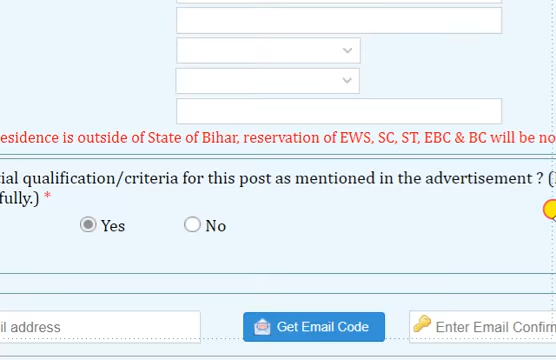 esidence is outside of State of Bihar, reservation of EWS, SC, ST, EBC & BC will be no
ial qualification/criteria for this post as mentioned in the advertisement ? (
fully.) *
Yes No
il address Get Email Code Enter Email Confirm